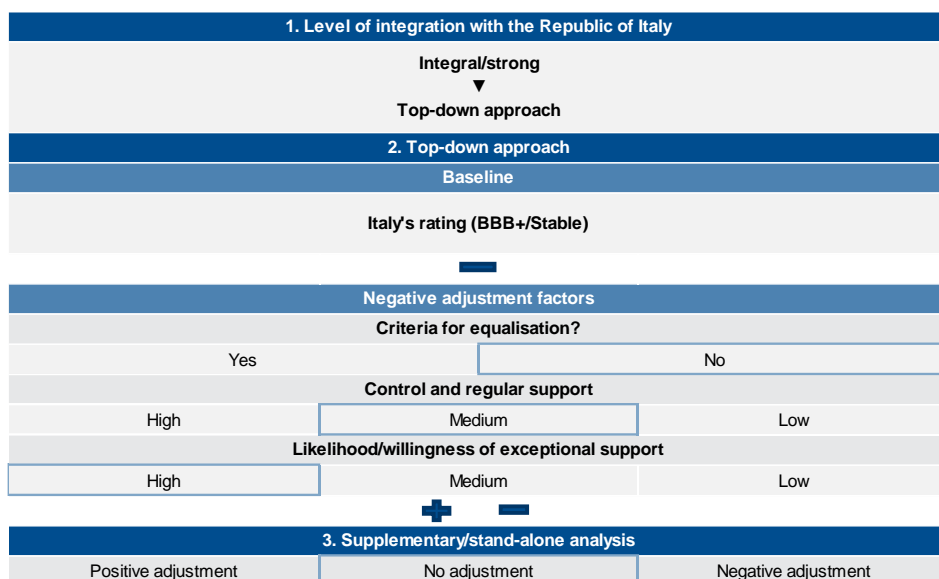 1. Level of integration with the Republic of Italy
Integral/strong
▼
Top-down approach
2. Top-down approach
Baseline
Italy's rating (BBB+/Stable)
Negative adjustment factors
Criteria for equalisation?
Yes No
Control and regular support
High Medium Low
Likelihood/willingness of exceptional support
High Medium Low
3. Supplementary/stand-alone analysis
Positive adjustment No adjustment Negative adjustment